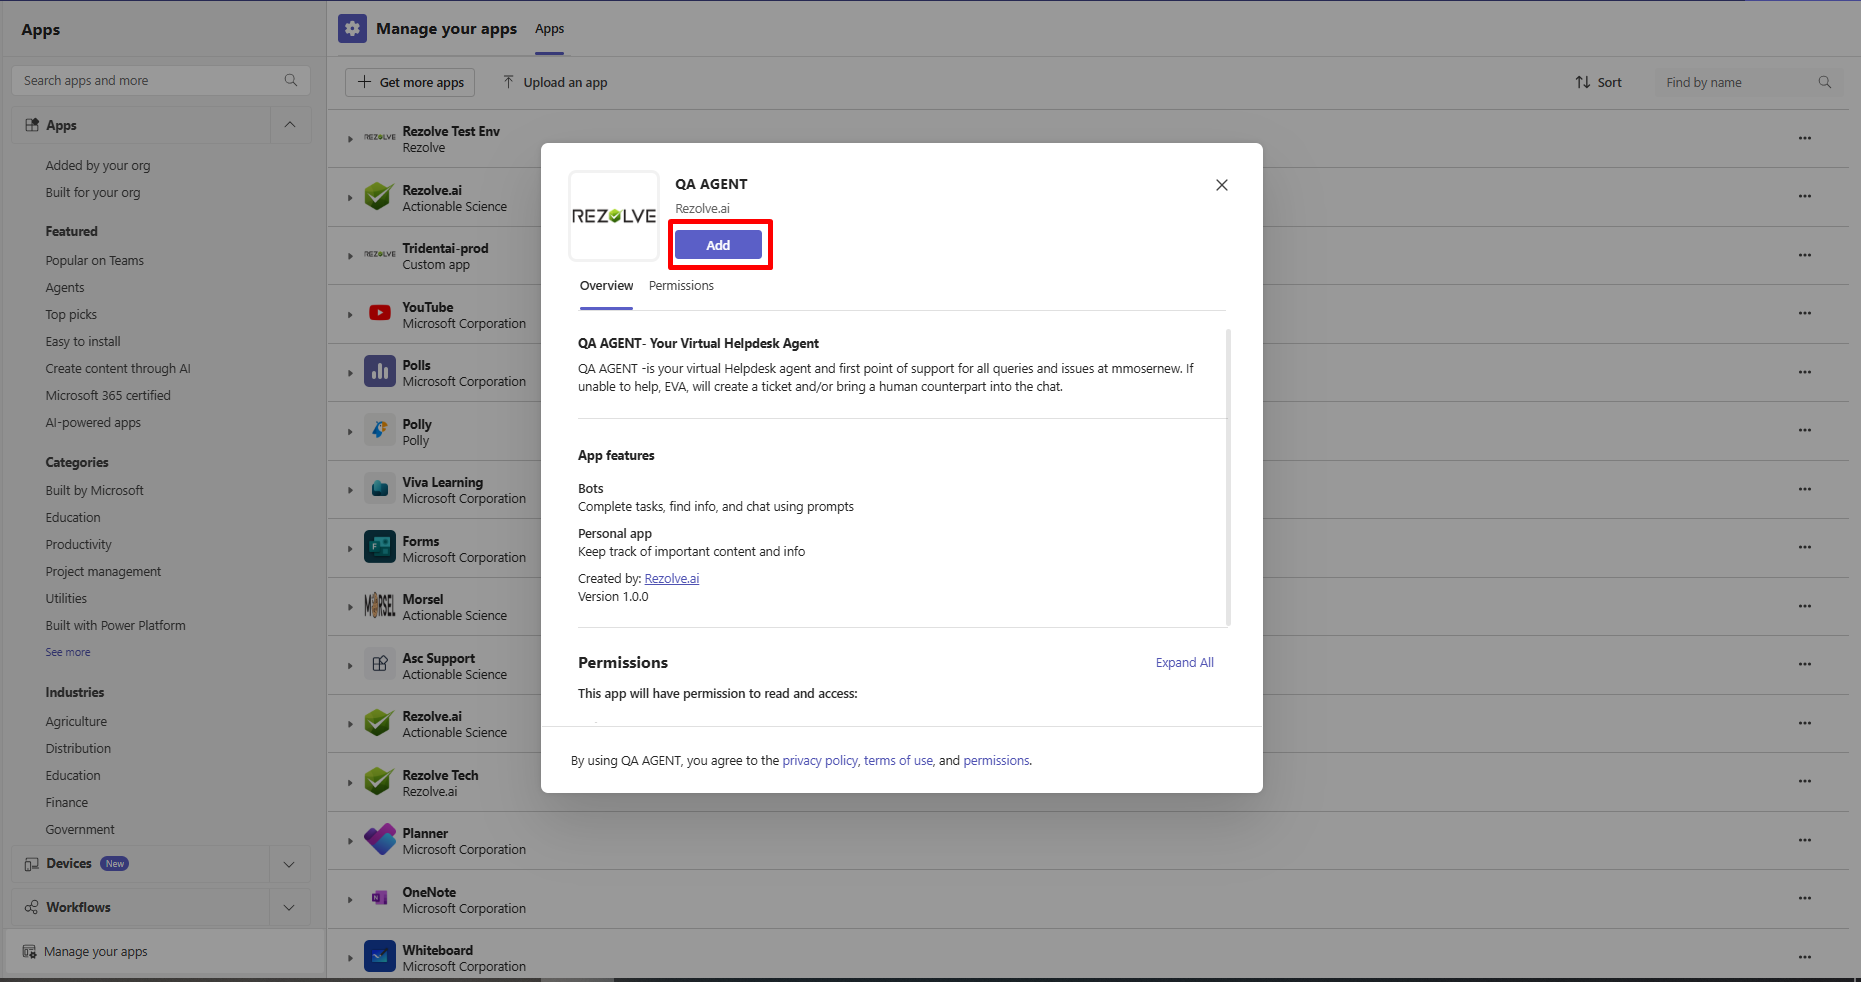 Apps
Search apps and more
Apps
Added by your org
Built for your org
Featured
Popular on Teams
Agents
Top picks
Easy to install
Create content through AI
Microsoft 365 certified
AI-powered apps
Categories
Built by Microsoft
Education
Productivity
Project management
Utilities
Built with Power Platform
See more
Industries
Agriculture
Distribution
Education
Finance
Government
Devices New
Workflows
Manage your apps
Manage your apps Apps
Get more apps Upload an app Sort Find by name
REZOLVE Rezolve Test Env
Rezolve
Rezolve.ai
Actionable Science
REZOLVE Tridentai-prod
Custom app
YouTube
Microsoft Corporation
Polls
Microsoft Corporation
Polly
Polly
Viva Learning
Microsoft Corporation
Forms
Microsoft Corporation
MORSEL Morsel
Actionable Science
Asc Support
Actionable Science
Rezolve.ai
Actionable Science
Rezolve Tech
Rezolve.ai
Planner
Microsoft Corporation
OneNote
Microsoft Corporation
Whiteboard
Microsoft Corporation
REZOLVE
QA AGENT
Rezolve.ai
Add
Overview Permissions
QA AGENT- Your Virtual Helpdesk Agent
QA AGENT -is your virtual Helpdesk agent and first point of support for all queries and issues at mmosernew. If
unable to help, EVA, will create a ticket and/or bring a human counterpart into the chat.
App features
Bots
Complete tasks, find info, and chat using prompts
Personal app
Keep track of important content and info
Created by: Rezolve.ai
Version 1.0.0
Permissions Expand All
This app will have permission to read and access:
By using QA AGENT, you agree to the privacy policy, terms of use, and permissions.